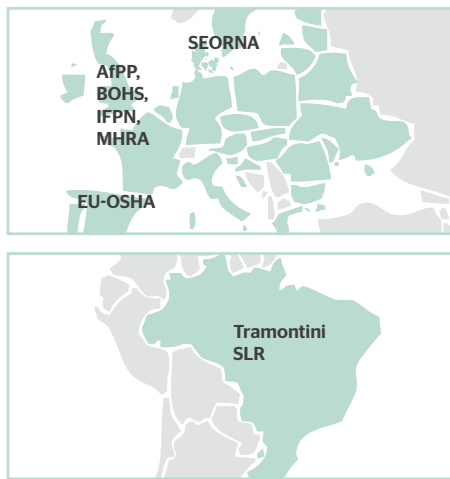 SEORNA
AfPP,
BOHS,
IFPN,
MHRA
EU-OSHA
Tramontini
SLR